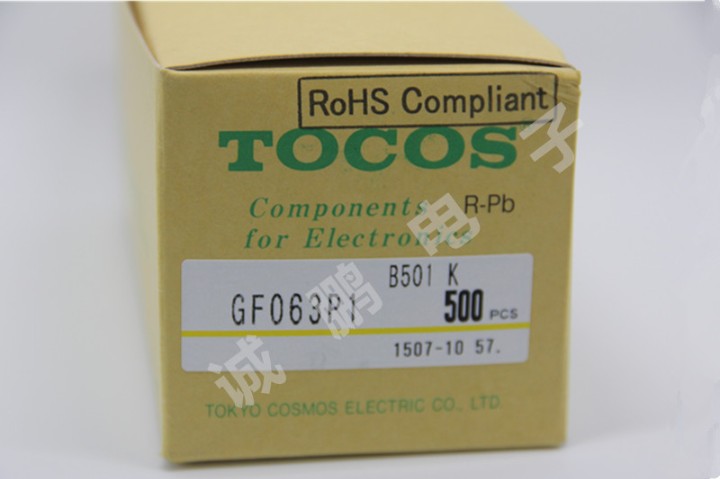 RoHS Compliant
TOCOS
Components R-Pb
for Electronics
B501 K
GF063P1 500 PCS
1507-10 57.
TOKYO COSMOS ELECTRIC CO., LTD.
诚鹏电子